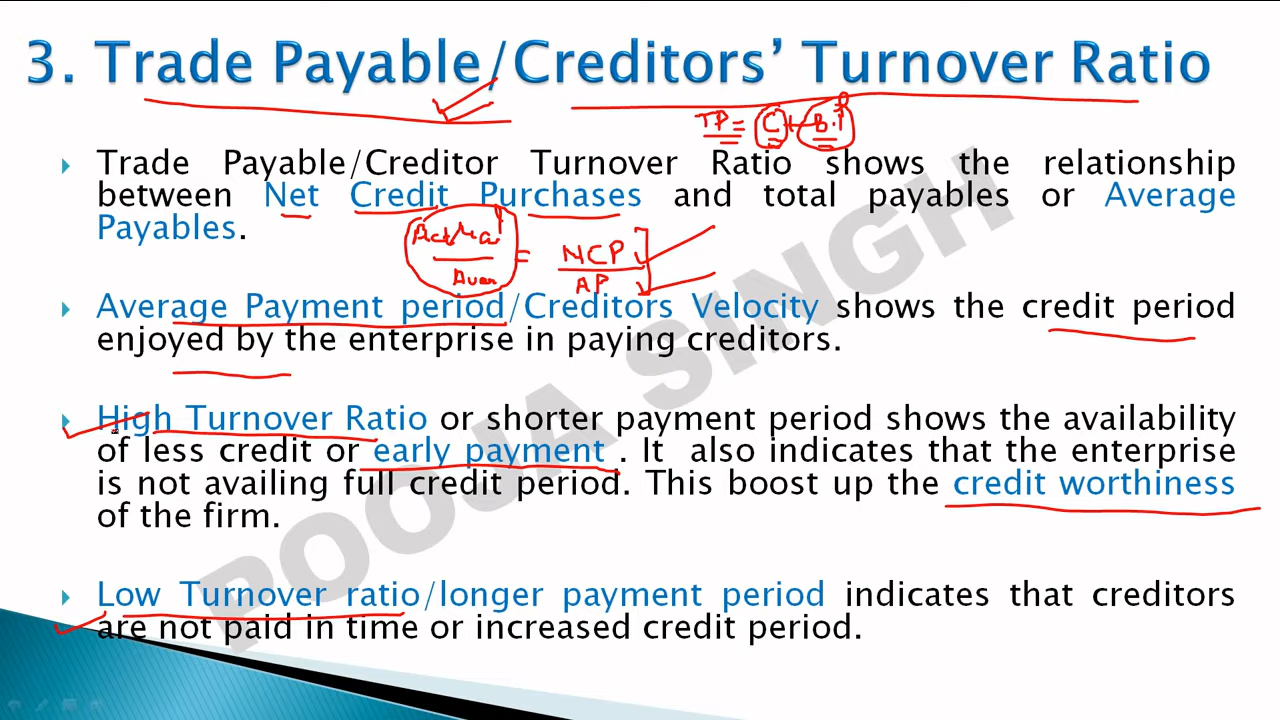 3. Trade Payable/Creditors' Turnover Ratio
TP = C + B.P
Trade Payable/Creditor Turnover Ratio shows the relationship
between Net Credit Purchases and total payables or Average
Payables.
= NCP
AP
Average Payment period/Creditors Velocity shows the credit period
enjoyed by the enterprise in paying creditors.
High Turnover Ratio or shorter payment period shows the availability
of less credit or early payment . It also indicates that the enterprise
is not availing full credit period. This boost up the credit worthiness
of the firm.
Low Turnover ratio/longer payment period indicates that creditors
are not paid in time or increased credit period.
POOJA SINGH